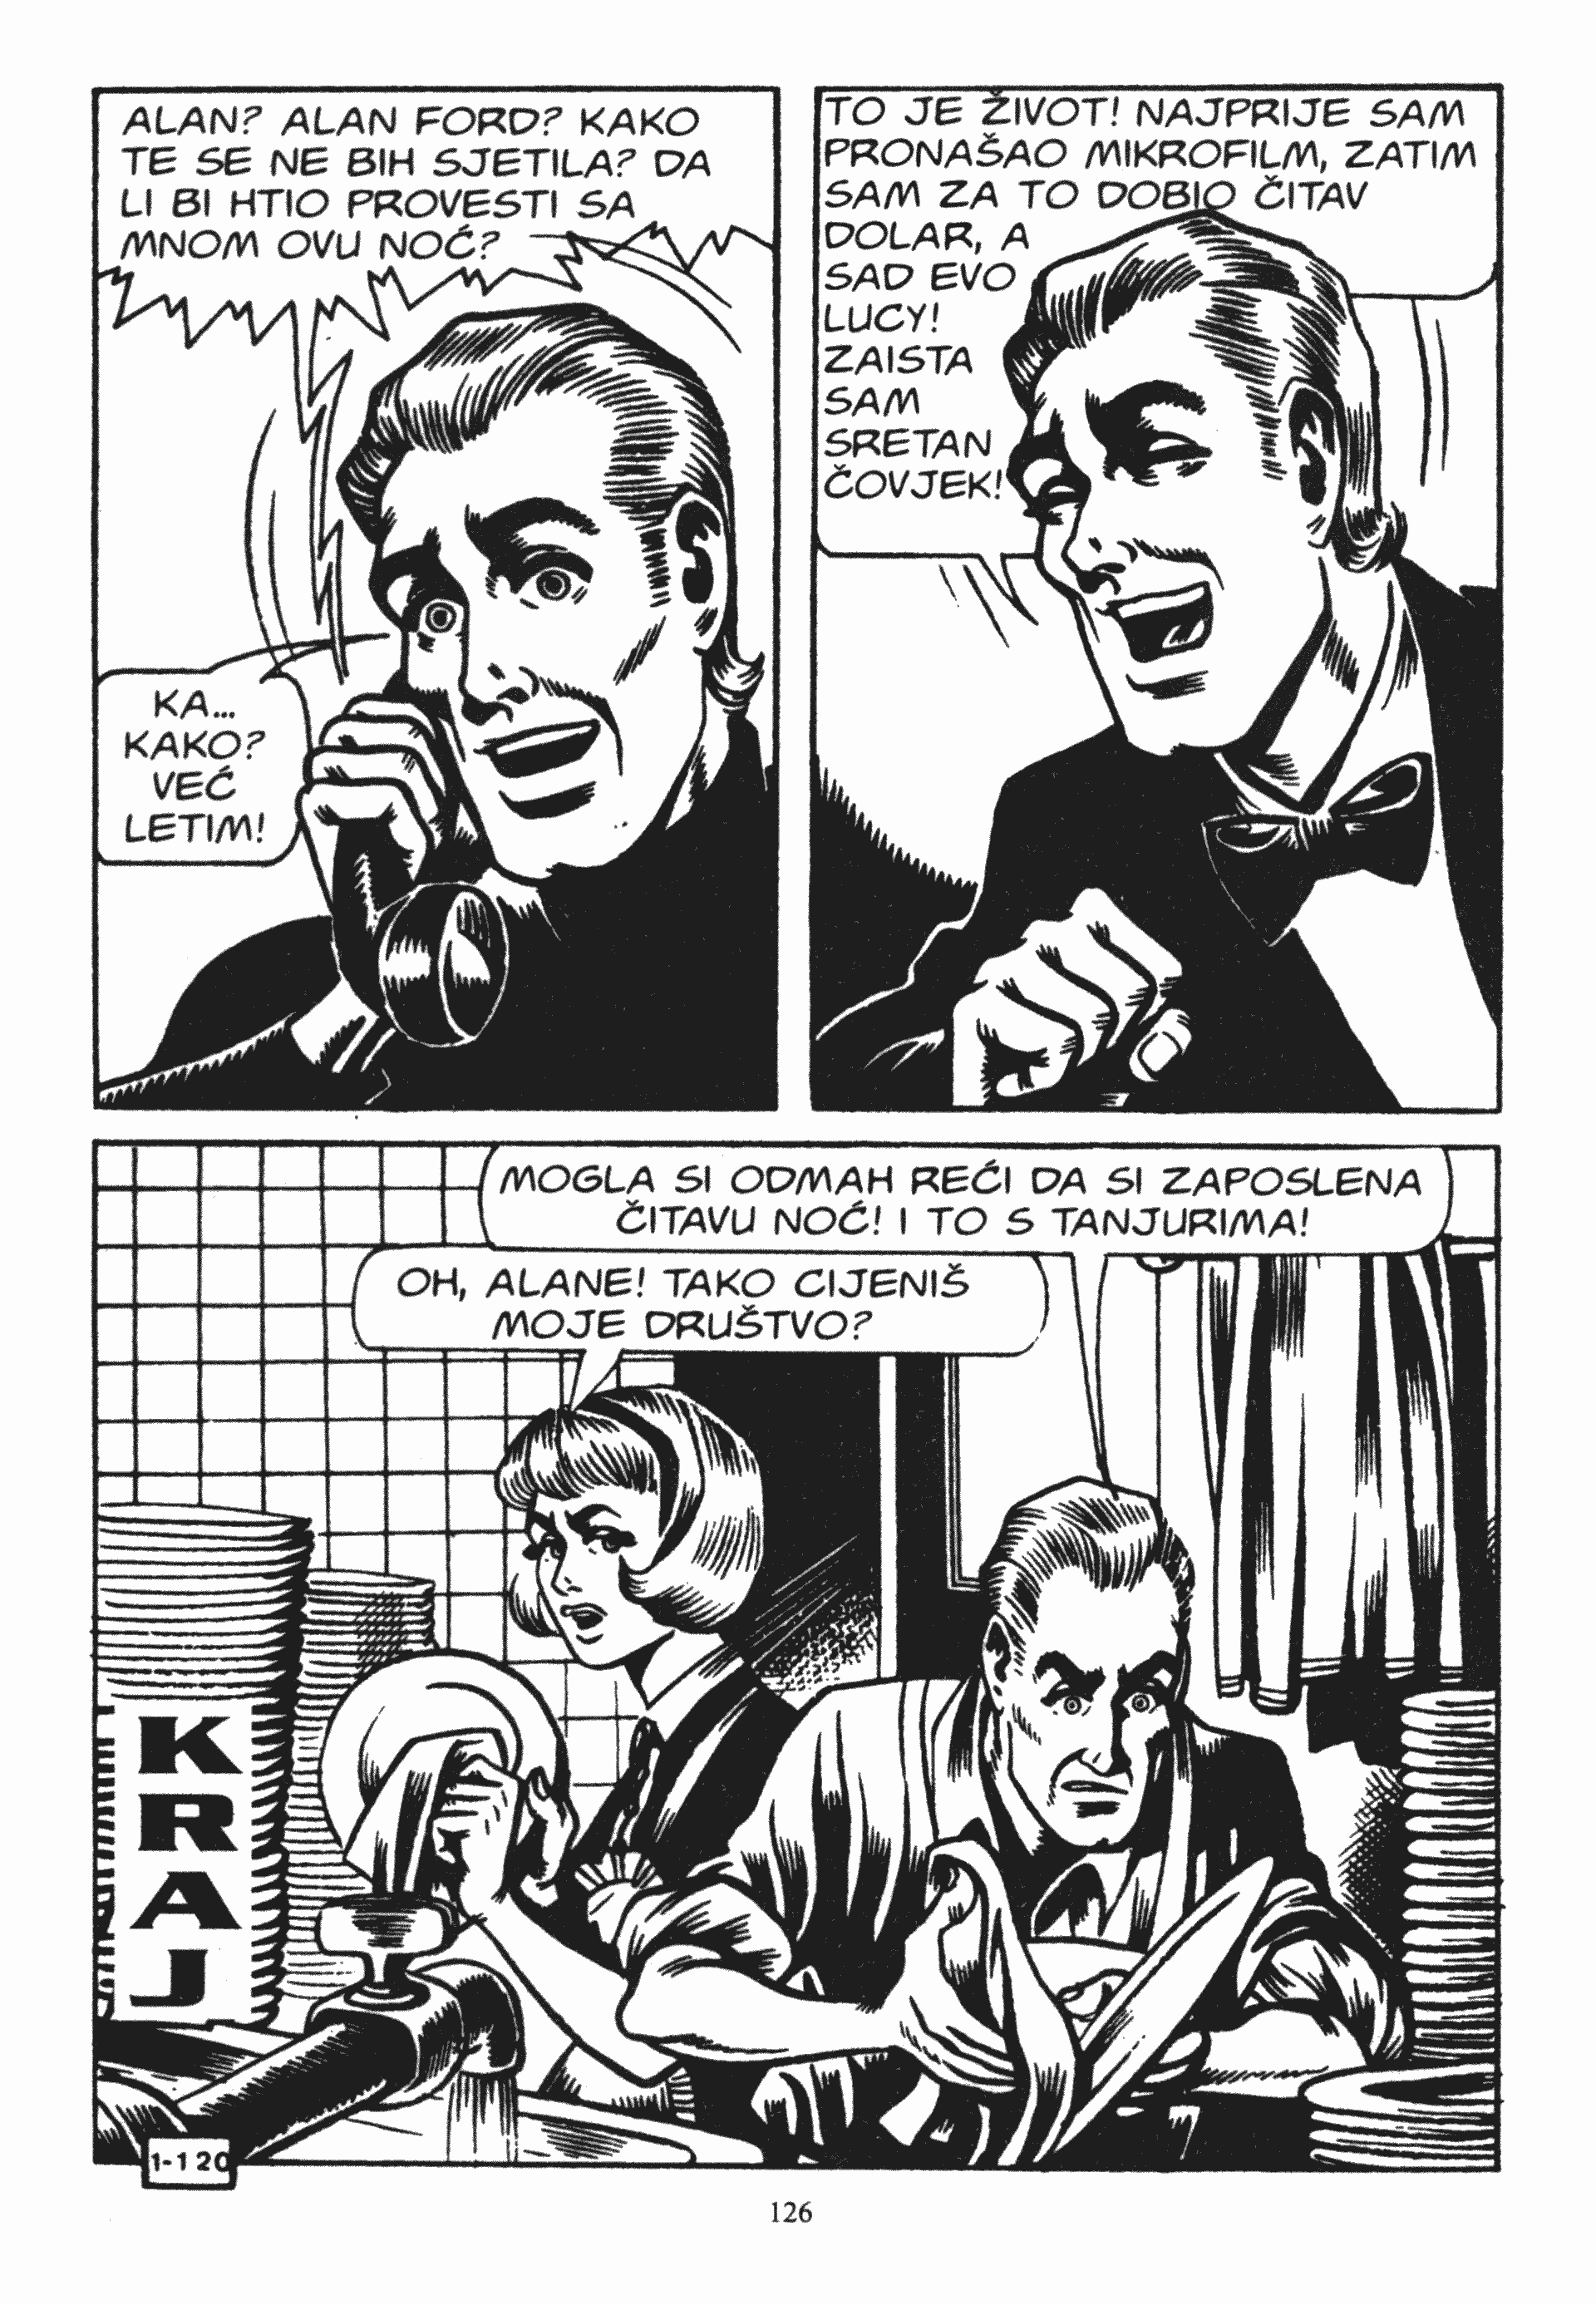 ALAN? ALAN FORD? KAKO
TE SE NE BIH SJETILA? DA
LI BI HTIO PROVESTI SA
MNOM OVU NOĆ?
KA...
KAKO?
VEĆ
LETIM!
TO JE ŽIVOT! NAJPRIJE SAM
PRONAŠAO MIKROFILM, ZATIM
SAM ZA TO DOBIO ČITAV
DOLAR, A
SAD EVO
LUCY!
ZAISTA
SAM
SRETAN
ČOVJEK!
MOGLA SI ODMAH REĆI DA SI ZAPOSLENA
ČITAVU NOĆ! I TO S TANJURIMA!
OH, ALANE! TAKO CIJENIŠ
MOJE DRUŠTVO?
K
R
A
J
1-120
126